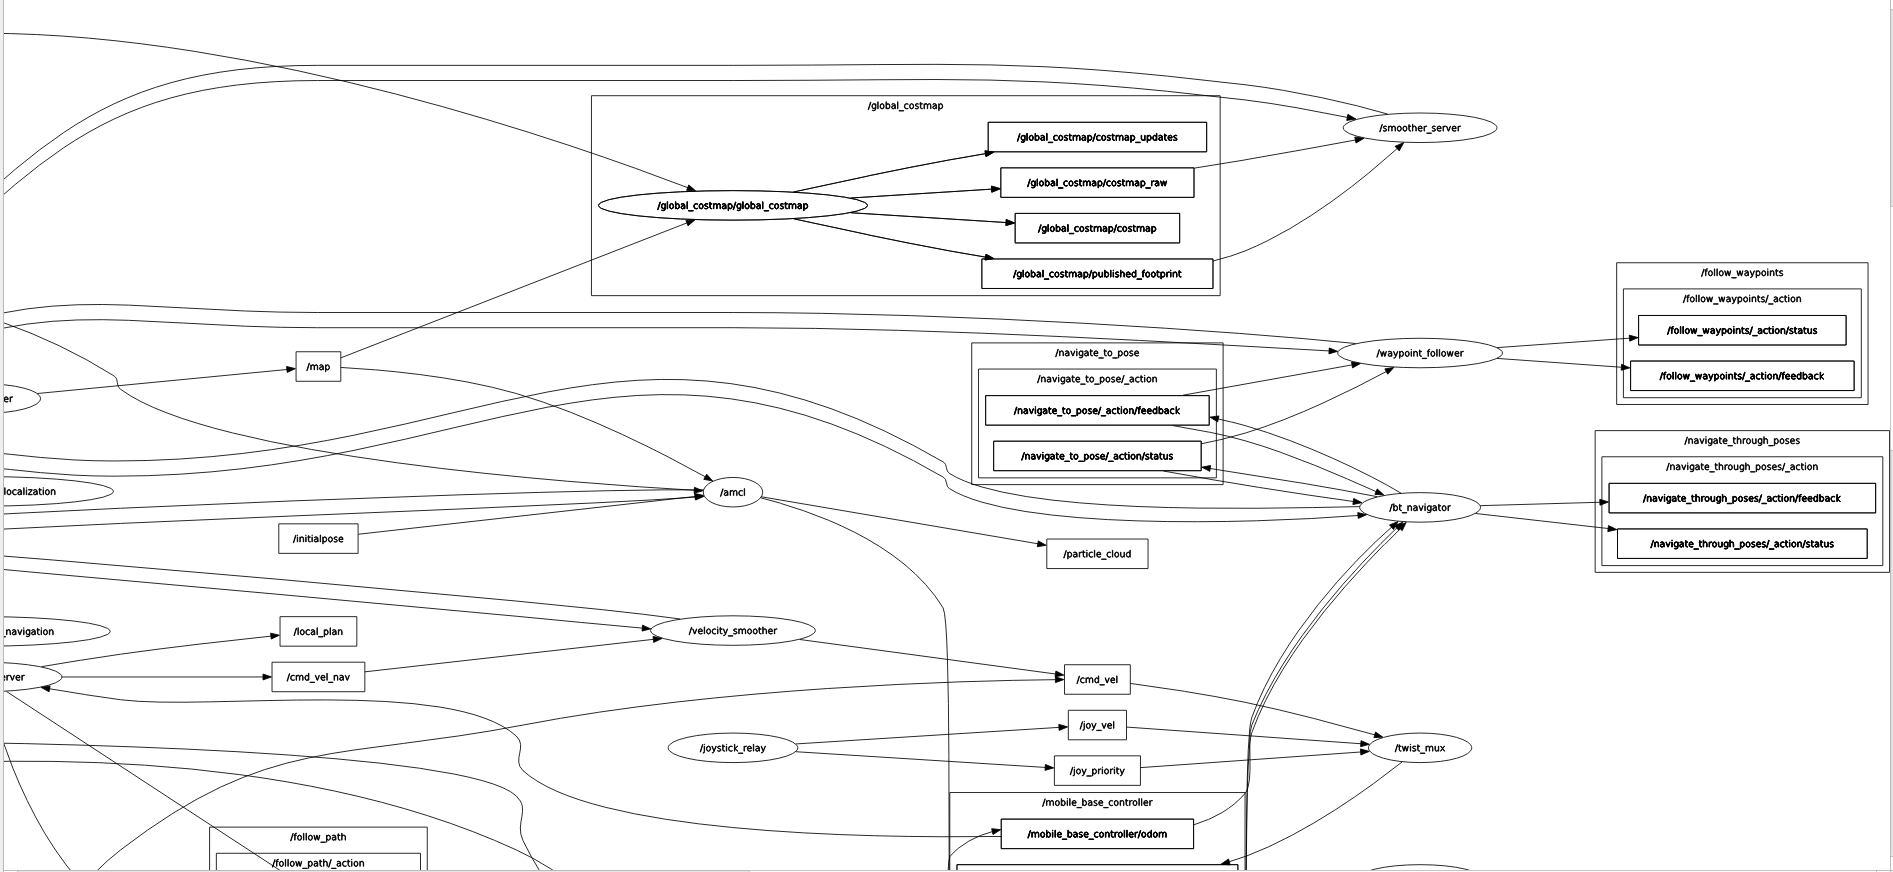 /global_costmap
/global_costmap/costmap_updates
/smoother_server
/global_costmap/costmap_raw
/global_costmap/global_costmap
/global_costmap/costmap
/global_costmap/published_footprint
/follow_waypoints
/follow_waypoints/_action
/follow_waypoints/_action/status
/follow_waypoints/_action/feedback
/waypoint_follower
/navigate_to_pose
/navigate_to_pose/_action
/navigate_to_pose/_action/feedback
/navigate_to_pose/_action/status
/map
er
/navigate_through_poses
/navigate_through_poses/_action
/navigate_through_poses/_action/feedback
/navigate_through_poses/_action/status
localization
/amcl
/bt_navigator
/initialpose
/particle_cloud
_navigation
/local_plan
/velocity_smoother
erver
/cmd_vel_nav
/cmd_vel
/joy_vel
/joystick_relay
/twist_mux
/joy_priority
/mobile_base_controller
/mobile_base_controller/odom
/follow_path
/follow_path/_action